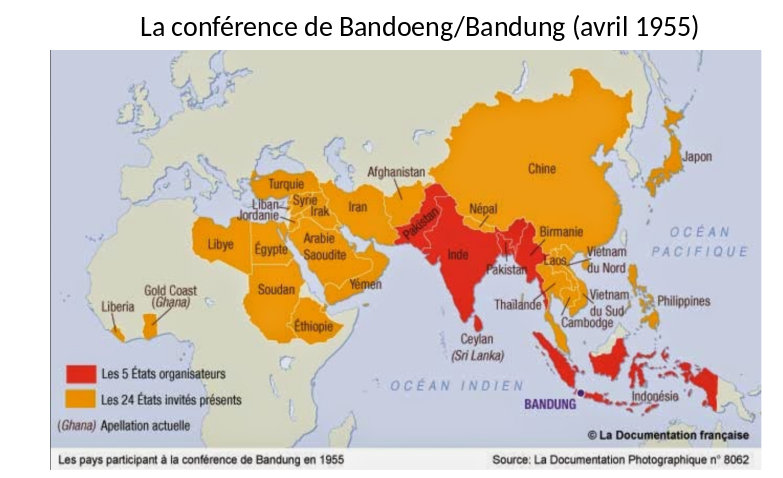 La conférence de Bandoeng/Bandung (avril 1955)
Afghanistan
Chine
Japon
Turquie
Liban
Syrie
Jordanie
Irak
Iran
Pakistan
Népal
Birmanie
OCÉAN
PACIFIQUE
Libye
Égypte
Arabie
Saoudite
Inde
Pakistan
Laos
Viêtnam
du Nord
Soudan
Yémen
Gold Coast
(Ghana)
Liberia
Thaïlande
Vietnam
du Sud
Philippines
Éthiopie
Cambodge
Ceylan
(Sri Lanka)
Les 5 États organisateurs
OCÉAN INDIEN
Les 24 États invités présents
BANDUNG
Indonésie
(Ghana) Apellation actuelle
© La Documentation française
Les pays participant à la conférence de Bandung en 1955
Source: La Documentation Photographique n° 8062